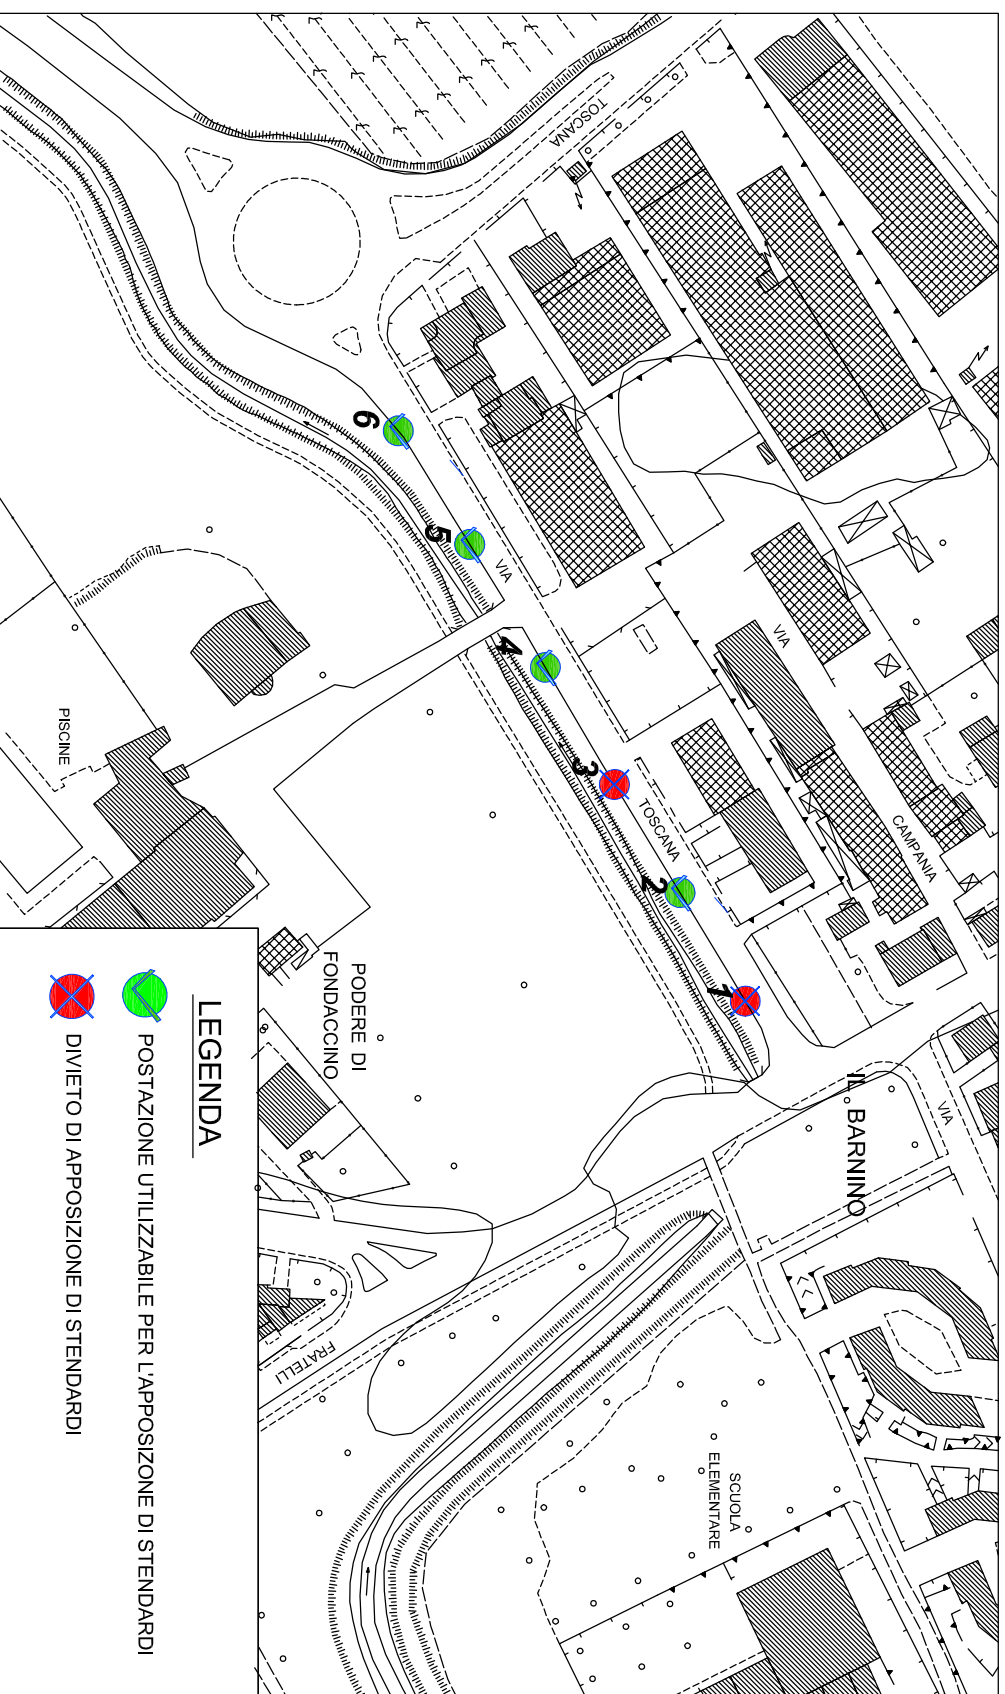 TOSCANA
VIA
CAMPANIA
VIA
VIA
TOSCANA
6
5
4
3
2
1
IL BARNINO
PISCINE
PODERE DI
FONDACCINO
FRATELLI
SCUOLA
ELEMENTARE
LEGENDA
POSTAZIONE UTILIZZABILE PER L'APPOSIZONE DI STENDARDI
DIVIETO DI APPOSIZIONE DI STENDARDI